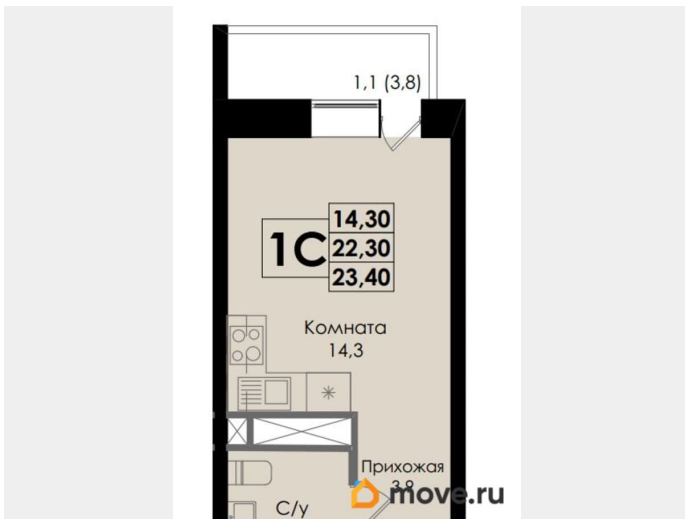 1,1 (3,8)
1С
14,30
22,30
23,40
Комната
14,3
Прихожая
move.ru
С/у